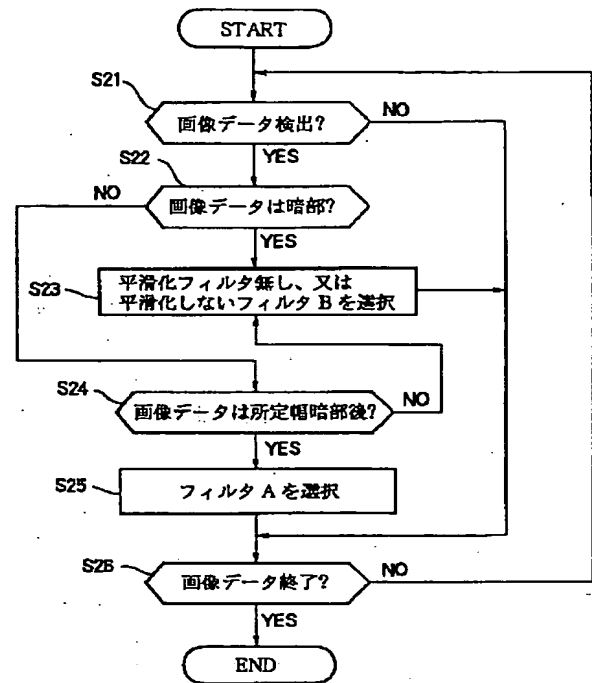 START
S21
画像データ検出?
NO
YES
S22
NO
画像データは暗部?
YES
S23
平滑化フィルタ無し、又は
平滑化しないフィルタ B を選択
S24
画像データは所定幅暗部後?
NO
YES
S25
フィルタ A を選択
S26
画像データ終了?
NO
YES
END